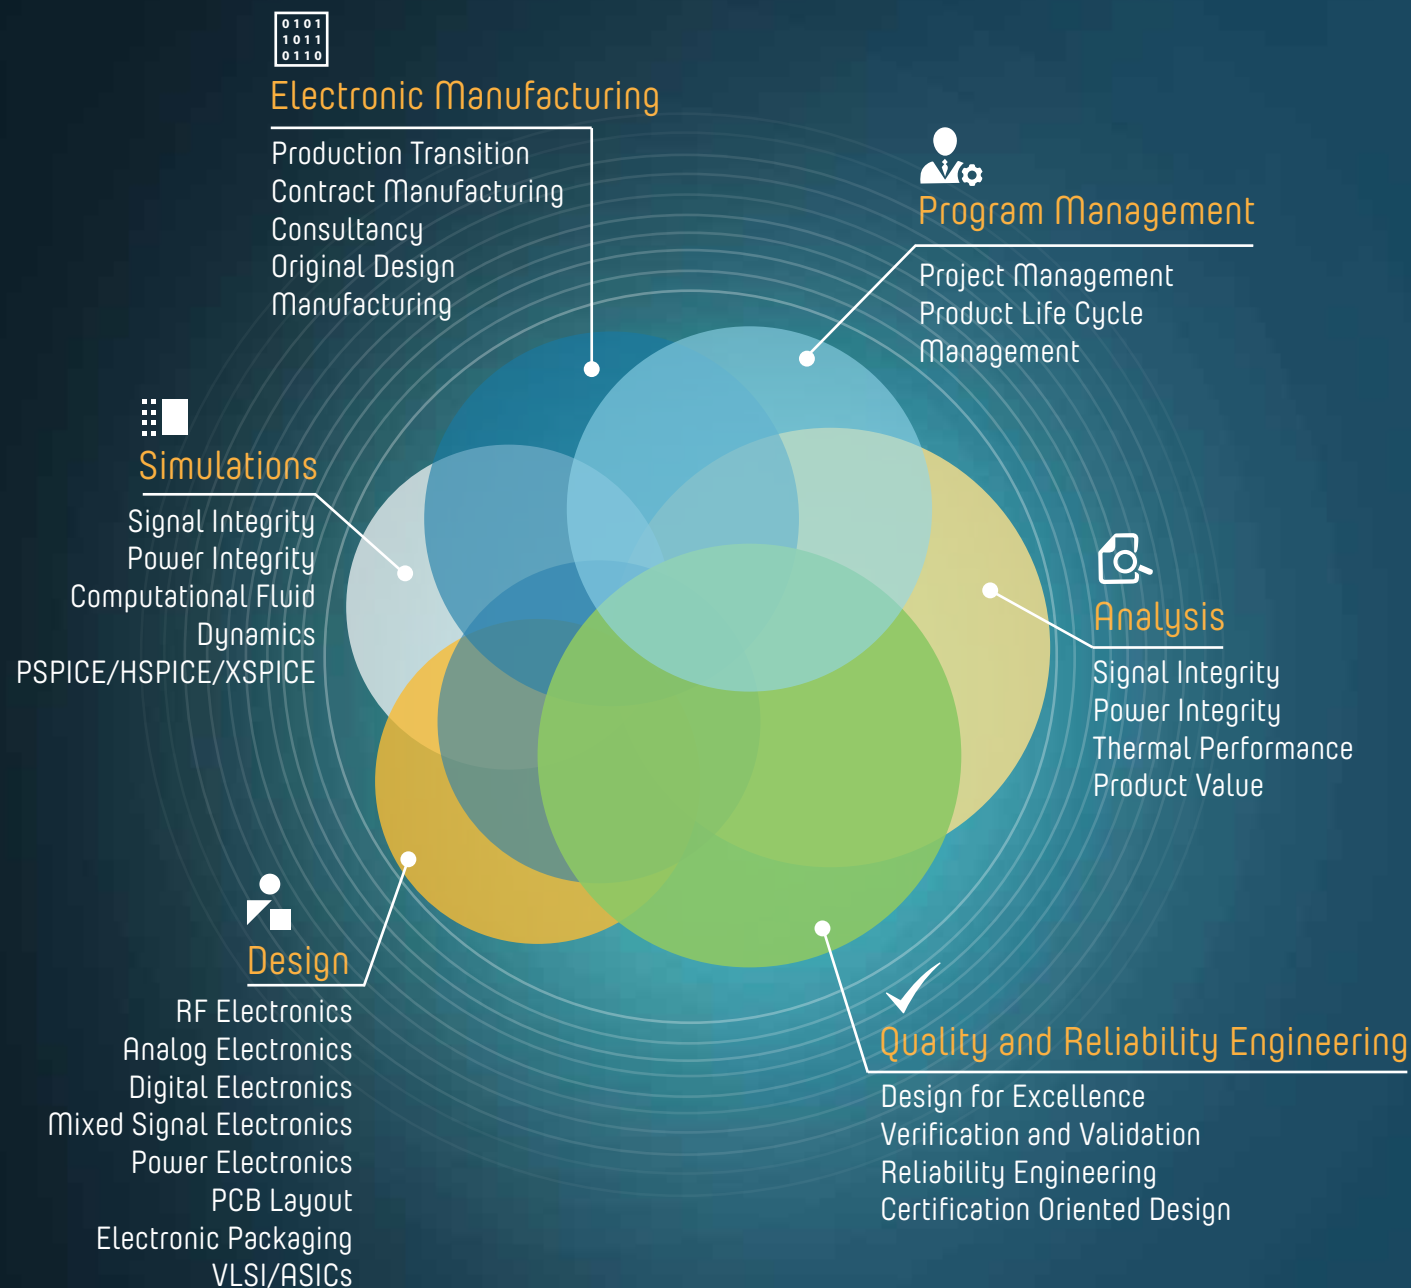 0101
1011
0110
Electronic Manufacturing
Production Transition
Contract Manufacturing
Consultancy
Original Design
Manufacturing
Program Management
Project Management
Product Life Cycle
Management
Simulations
Signal Integrity
Power Integrity
Computational Fluid
Dynamics
PSPICE/HSPICE/XSPICE
Analysis
Signal Integrity
Power Integrity
Thermal Performance
Product Value
Design
RF Electronics
Analog Electronics
Digital Electronics
Mixed Signal Electronics
Power Electronics
PCB Layout
Electronic Packaging
VLSI/ASICs
Quality and Reliability Engineering
Design for Excellence
Verification and Validation
Reliability Engineering
Certification Oriented Design